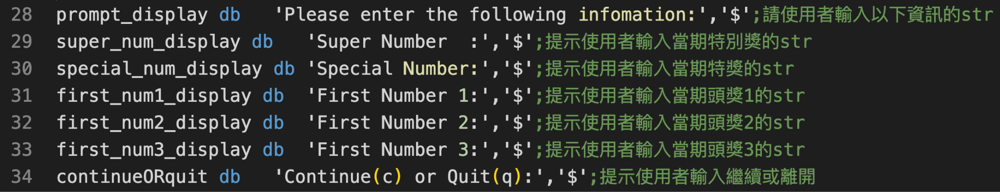 28 prompt_display db   'Please enter the following infomation:','$';請使用者輸入以下資訊的str
29 super_num_display db   'Super Number  :','$';提示使用者輸入當期特別獎的str
30 special_num_display db 'Special Number:','$';提示使用者輸入當期特獎的str
31 first_num1_display db  'First Number 1:','$';提示使用者輸入當期頭獎1的str
32 first_num2_display db  'First Number 2:','$';提示使用者輸入當期頭獎2的str
33 first_num3_display db  'First Number 3:','$';提示使用者輸入當期頭獎3的str
34 continueORquit db   'Continue(c) or Quit(q):','$';提示使用者輸入繼續或離開